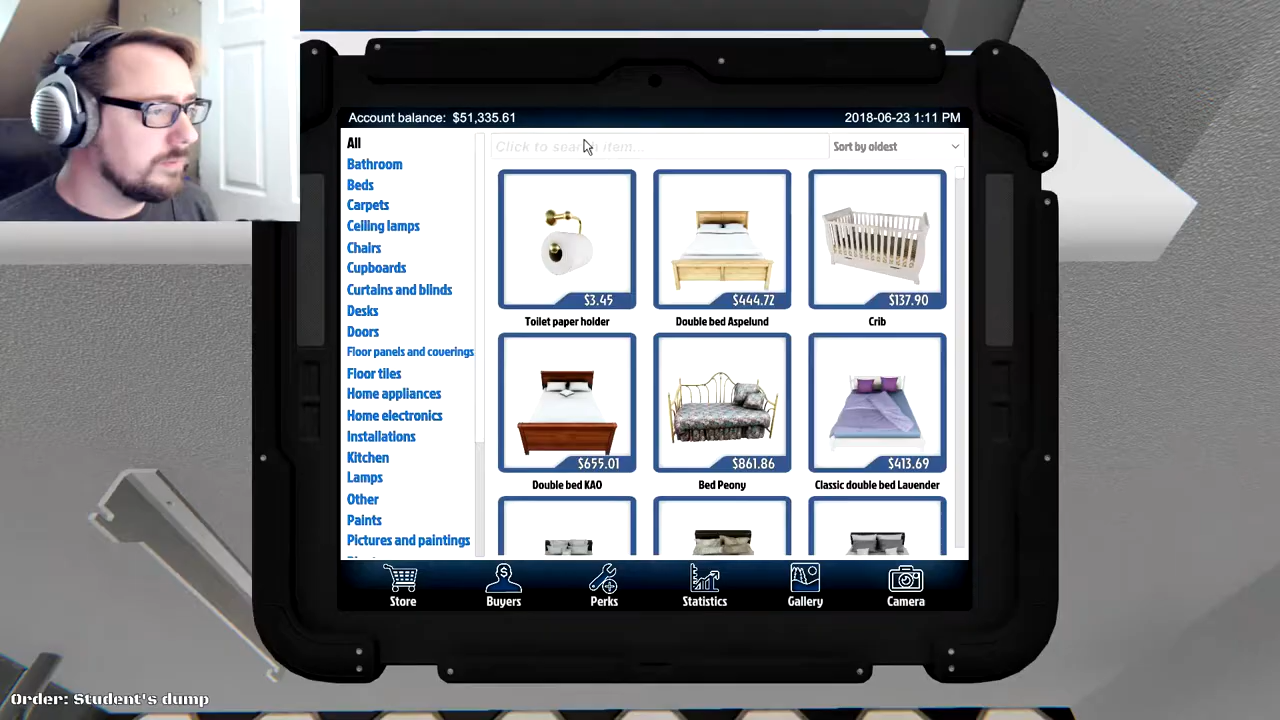 Account balance: $51,335.61
2018-06-23 1:11 PM
All
Bathroom
Beds
Carpets
Ceiling lamps
Chairs
Cupboards
Curtains and blinds
Desks
Doors
Floor panels and coverings
Floor tiles
Home appliances
Home electronics
Installations
Kitchen
Lamps
Other
Paints
Pictures and paintings
Click to search item...
Sort by oldest
$3.45
$444.72
$137.90
Toilet paper holder
Double bed Aspelund
Crib
$655.01
$861.86
$413.69
Double bed KAO
Bed Peony
Classic double bed Lavender
Store
Buyers
Perks
Statistics
Gallery
Camera
Order: Student's dump